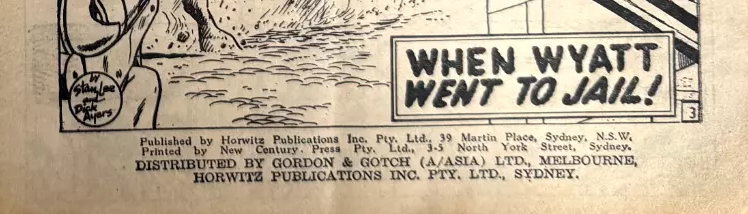 by
Stan Lee
and
Dick
Ayers
WHEN WYATT
WENT TO JAIL!
3
Published by Horwitz Publications Inc. Pty. Ltd., 39 Martin Place, Sydney, N.S.W.
Printed by New Century Press Pty. Ltd., 3-5 North York Street, Sydney.
DISTRIBUTED BY GORDON & GOTCH (A/ASIA) LTD., MELBOURNE,
HORWITZ PUBLICATIONS INC. PTY. LTD., SYDNEY.